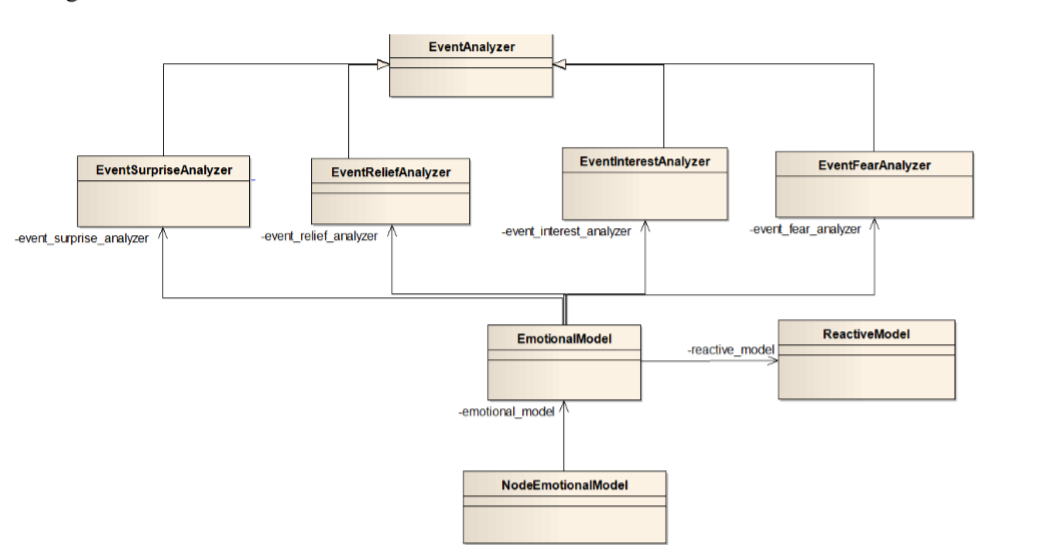 EventAnalyzer
EventSurpriseAnalyzer
EventReliefAnalyzer
EventInterestAnalyzer
EventFearAnalyzer
-event_surprise_analyzer
-event_relief_analyzer
-event_interest_analyzer
-event_fear_analyzer
EmotionalModel
ReactiveModel
-reactive_model
-emotional_model
NodeEmotionalModel